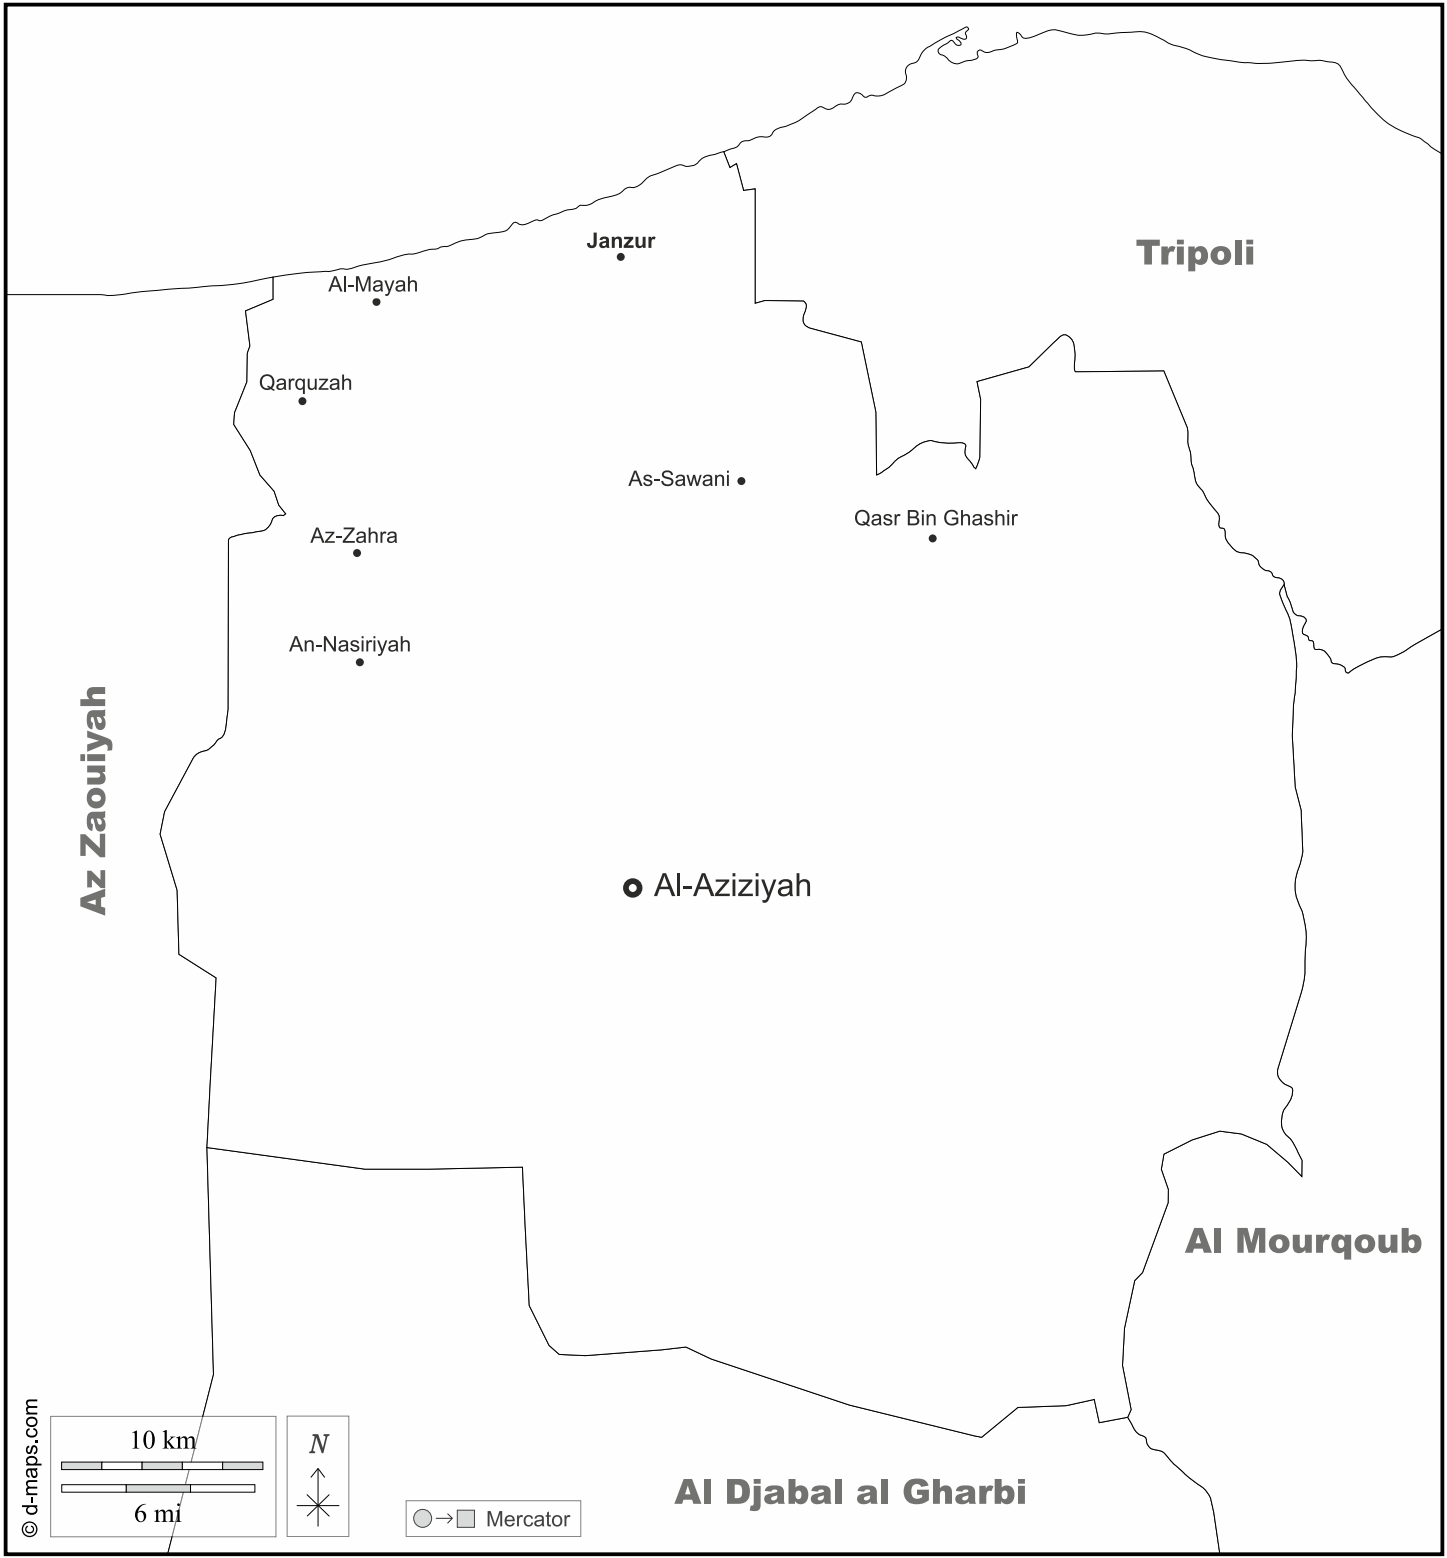 Janzur
Tripoli
Al-Mayah
Qarquzah
As-Sawani
Qasr Bin Ghashir
Az-Zahra
An-Nasiriyah
Az Zaouiyah
Al-Aziziyah
Al Mourqoub
Al Djabal al Gharbi
© d-maps.com
10 km
6 mi
N
Mercator